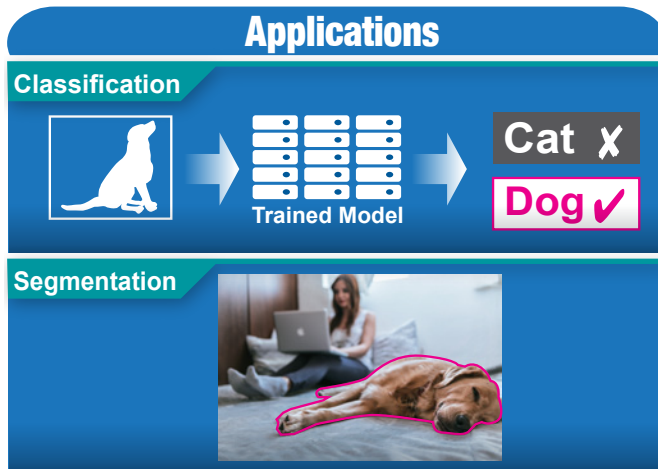 Applications
Classification
Cat ✗
Trained Model
Dog ✓
Segmentation